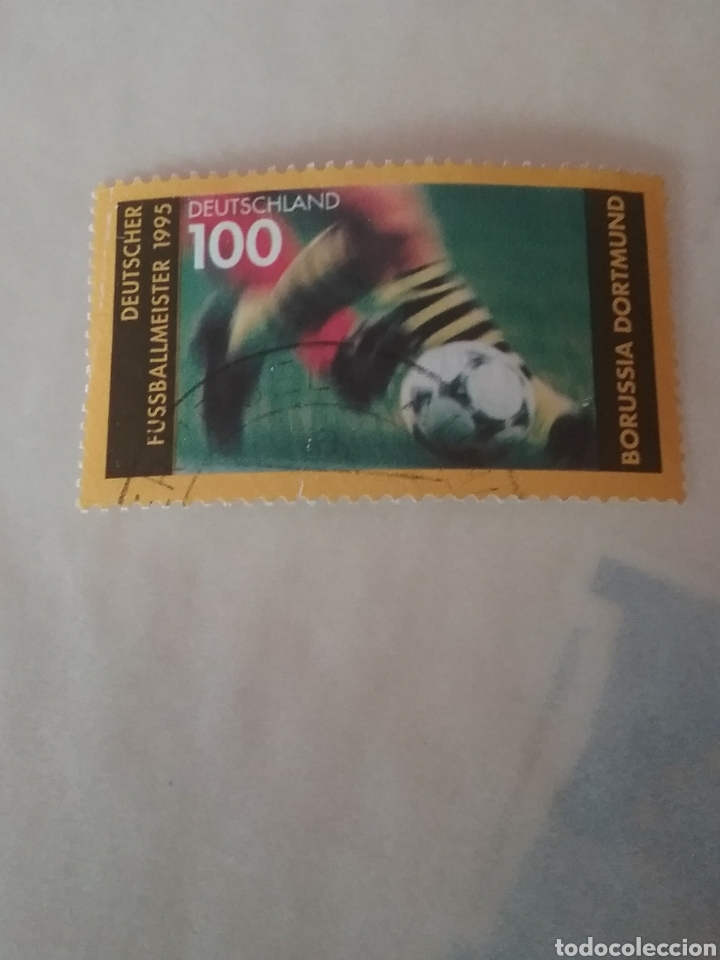 DEUTSCHER
FUSSBALLMEISTER 1995
DEUTSCHLAND
100
BORUSSIA DORTMUND
todocoleccion